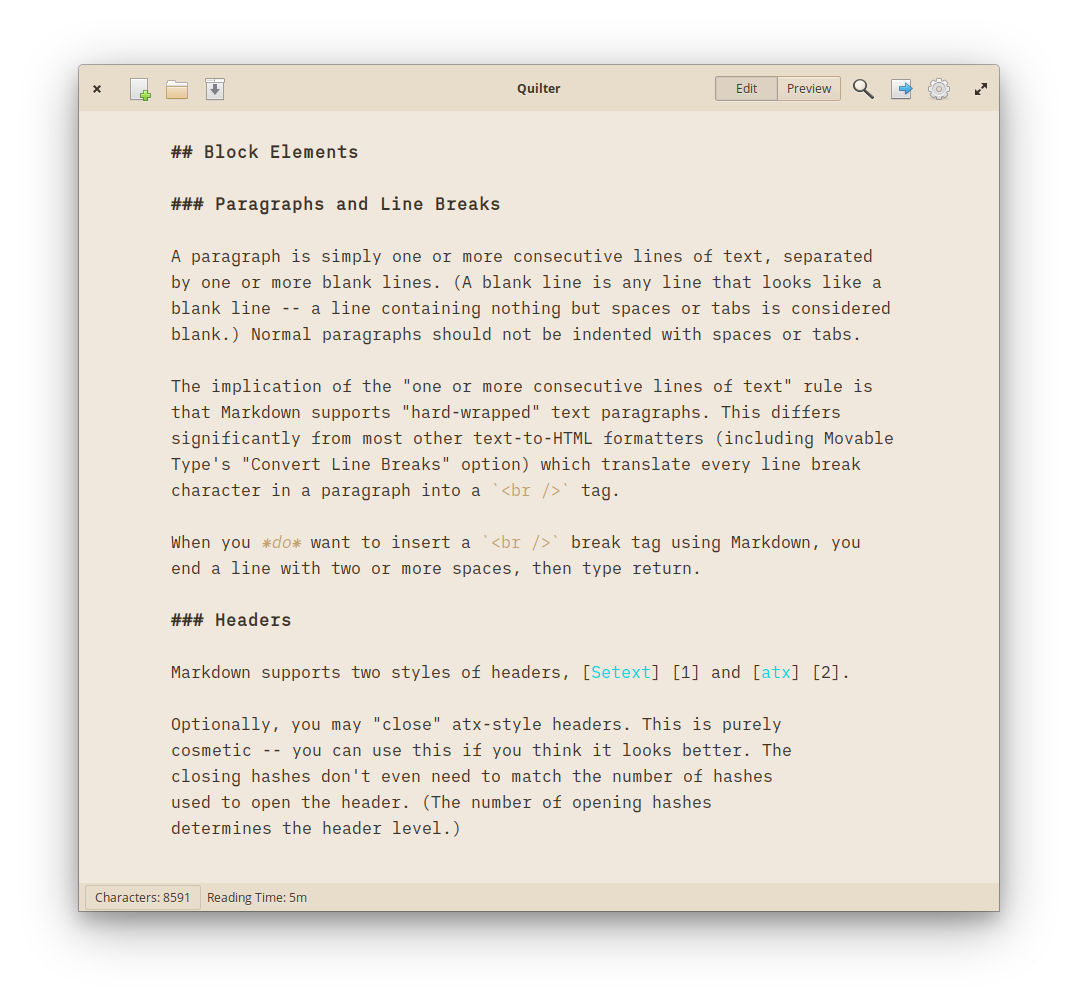 Quilter
Edit
Preview
## Block Elements
### Paragraphs and Line Breaks
A paragraph is simply one or more consecutive lines of text, separated
by one or more blank lines. (A blank line is any line that looks like a
blank line -- a line containing nothing but spaces or tabs is considered
blank.) Normal paragraphs should not be indented with spaces or tabs.
The implication of the "one or more consecutive lines of text" rule is
that Markdown supports "hard-wrapped" text paragraphs. This differs
significantly from most other text-to-HTML formatters (including Movable
Type's "Convert Line Breaks" option) which translate every line break
character in a paragraph into a `<br />` tag.
When you *do* want to insert a `<br />` break tag using Markdown, you
end a line with two or more spaces, then type return.
### Headers
Markdown supports two styles of headers, [Setext] [1] and [atx] [2].
Optionally, you may "close" atx-style headers. This is purely
cosmetic -- you can use this if you think it looks better. The
closing hashes don't even need to match the number of hashes
used to open the header. (The number of opening hashes
determines the header level.)
Characters: 8591
Reading Time: 5m